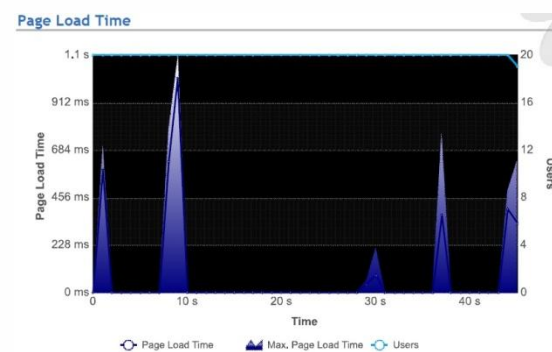 Page Load Time
1.1 s
912 ms
684 ms
456 ms
228 ms
0 ms
Page Load Time
20
16
12
8
4
0
Users
0
10 s
20 s
30 s
40 s
Time
Page Load Time
Max. Page Load Time
Users